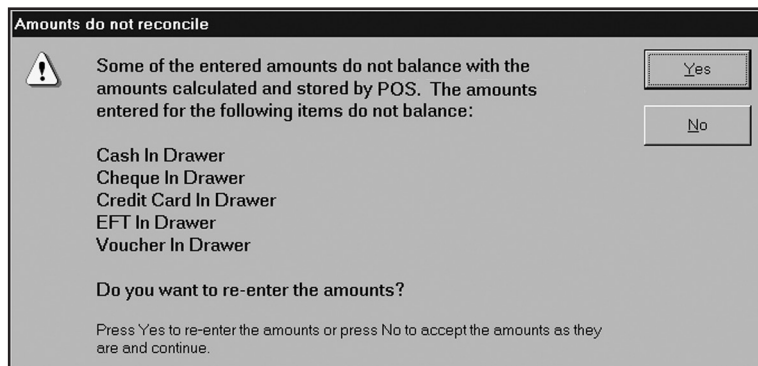 Amounts do not reconcile
Some of the entered amounts do not balance with the
amounts calculated and stored by POS. The amounts
entered for the following items do not balance:
Cash In Drawer
Cheque In Drawer
Credit Card In Drawer
EFT In Drawer
Voucher In Drawer
Do you want to re-enter the amounts?
Press Yes to re-enter the amounts or press No to accept the amounts as they
are and continue.
Yes
No